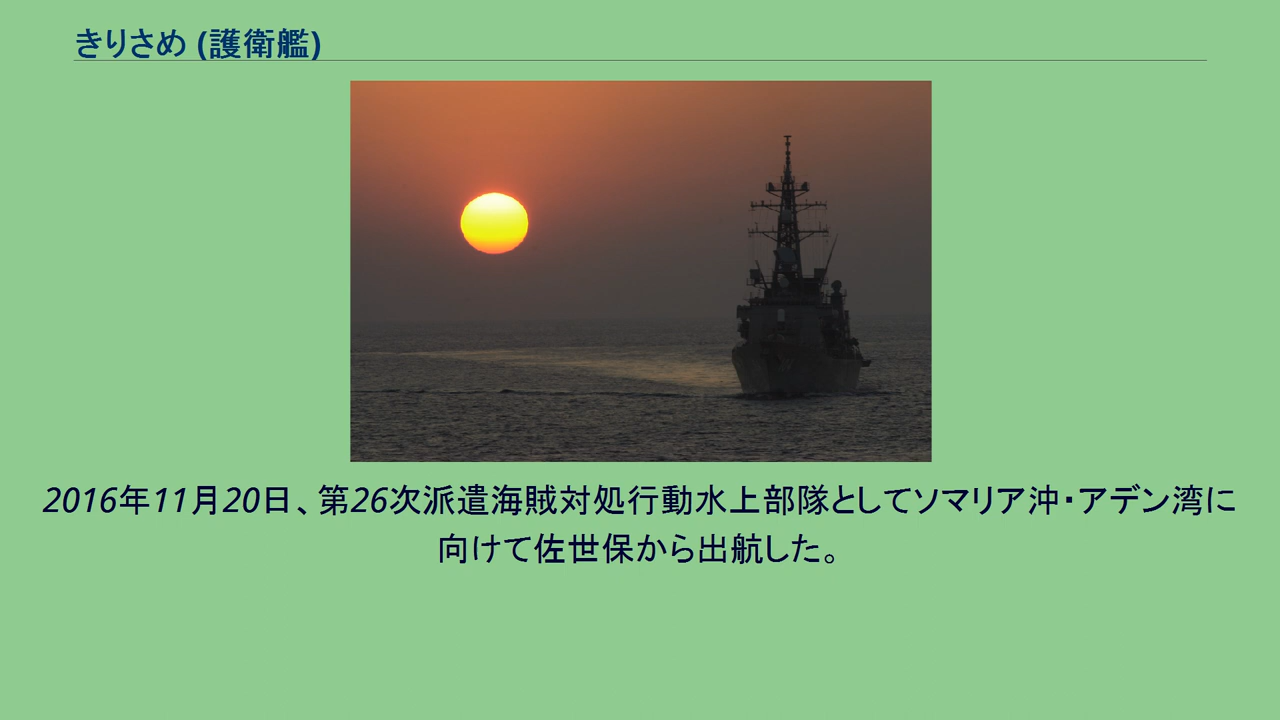 きりさめ (護衛艦)
2016年11月20日、第26次派遣海賊対処行動水上部隊としてソマリア沖・アデン湾に
向けて佐世保から出航した。